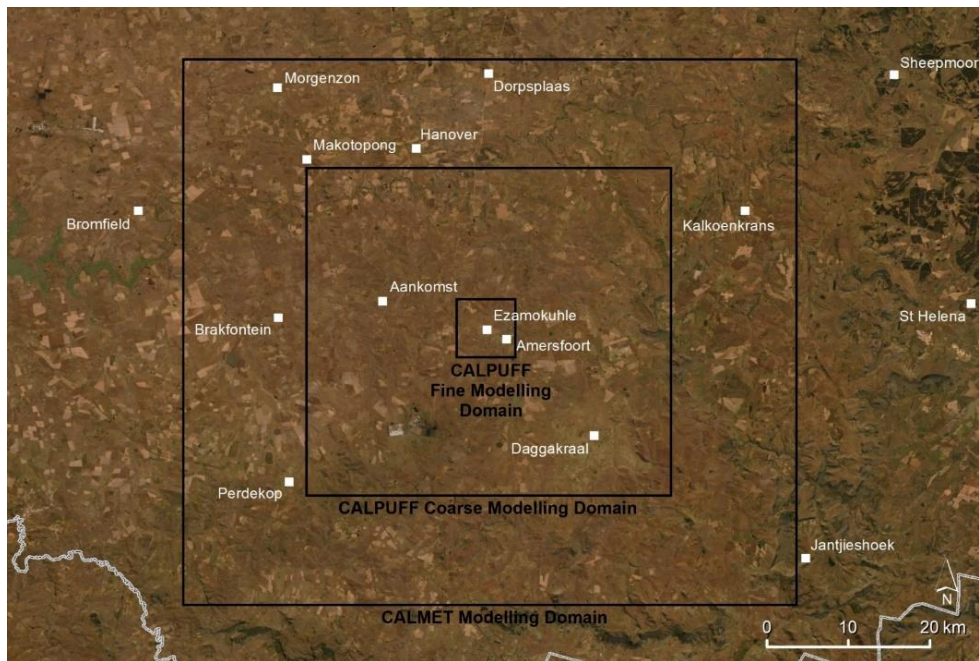 Sheepmoor
Morgenzon
Dorpsplaas
Hanover
Makotopong
Bromfield
Kalkoenkrans
Aankomst
Ezamokuhle
St Helena
Brakfontein
Amersfoort
CALPUFF
Fine Modelling
Domain
Daggakraal
Perdekop
CALPUFF Coarse Modelling Domain
Jantjieshoek
N
CALMET Modelling Domain
0 10 20 km